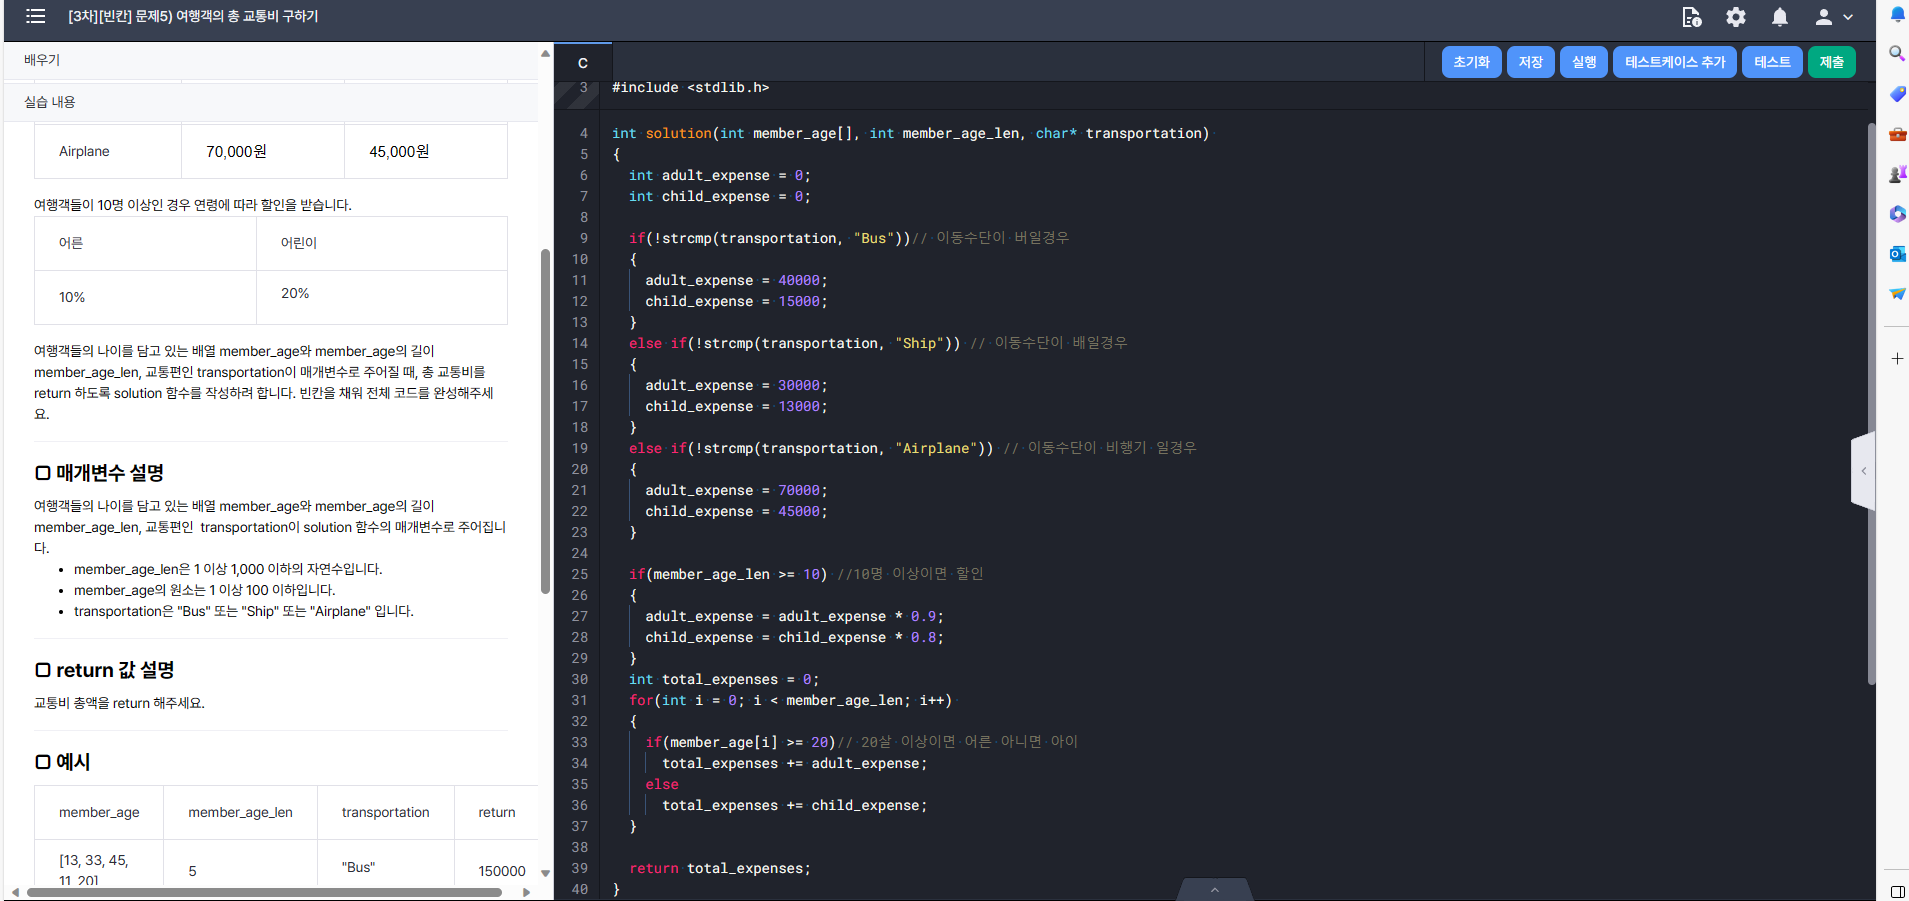 [3차][빈칸] 문제5) 여행객의 총 교통비 구하기
배우기
실습 내용
Airplane 70,000원 45,000원
여행객들이 10명 이상인 경우 연령에 따라 할인을 받습니다.
어른 어린이
10% 20%
여행객들의 나이를 담고 있는 배열 member_age와 member_age의 길이
member_age_len, 교통편인 transportation이 매개변수로 주어질 때, 총 교통비를
return 하도록 solution 함수를 작성하려 합니다. 빈칸을 채워 전체 코드를 완성해주세
요.
매개변수 설명
여행객들의 나이를 담고 있는 배열 member_age와 member_age의 길이
member_age_len, 교통편인 transportation이 solution 함수의 매개변수로 주어집니
다.
• member_age_len은 1 이상 1,000 이하의 자연수입니다.
• member_age의 원소는 1 이상 100 이하입니다.
• transportation은 "Bus" 또는 "Ship" 또는 "Airplane" 입니다.
return 값 설명
교통비 총액을 return 해주세요.
예시
member_age member_age_len transportation return
[13, 33, 45,
11, 20] 5 "Bus" 150000
C
초기화 저장 실행 테스트케이스 추가 테스트 제출
3 #include <stdlib.h>
4 int solution(int member_age[], int member_age_len, char* transportation)
5 {
6 int adult_expense = 0;
7 int child_expense = 0;
8
9 if(!strcmp(transportation, "Bus"))// 이동수단이 버일경우
10 {
11 adult_expense = 40000;
12 child_expense = 15000;
13 }
14 else if(!strcmp(transportation, "Ship")) // 이동수단이 배일경우
15 {
16 adult_expense = 30000;
17 child_expense = 13000;
18 }
19 else if(!strcmp(transportation, "Airplane")) // 이동수단이 비행기 일경우
20 {
21 adult_expense = 70000;
22 child_expense = 45000;
23 }
24
25 if(member_age_len >= 10) //10명 이상이면 할인
26 {
27 adult_expense = adult_expense * 0.9;
28 child_expense = child_expense * 0.8;
29 }
30 int total_expenses = 0;
31 for(int i = 0; i < member_age_len; i++)
32 {
33 if(member_age[i] >= 20)// 20살 이상이면 어른 아니면 아이
34 total_expenses += adult_expense;
35 else
36 total_expenses += child_expense;
37 }
38
39 return total_expenses;
40 }